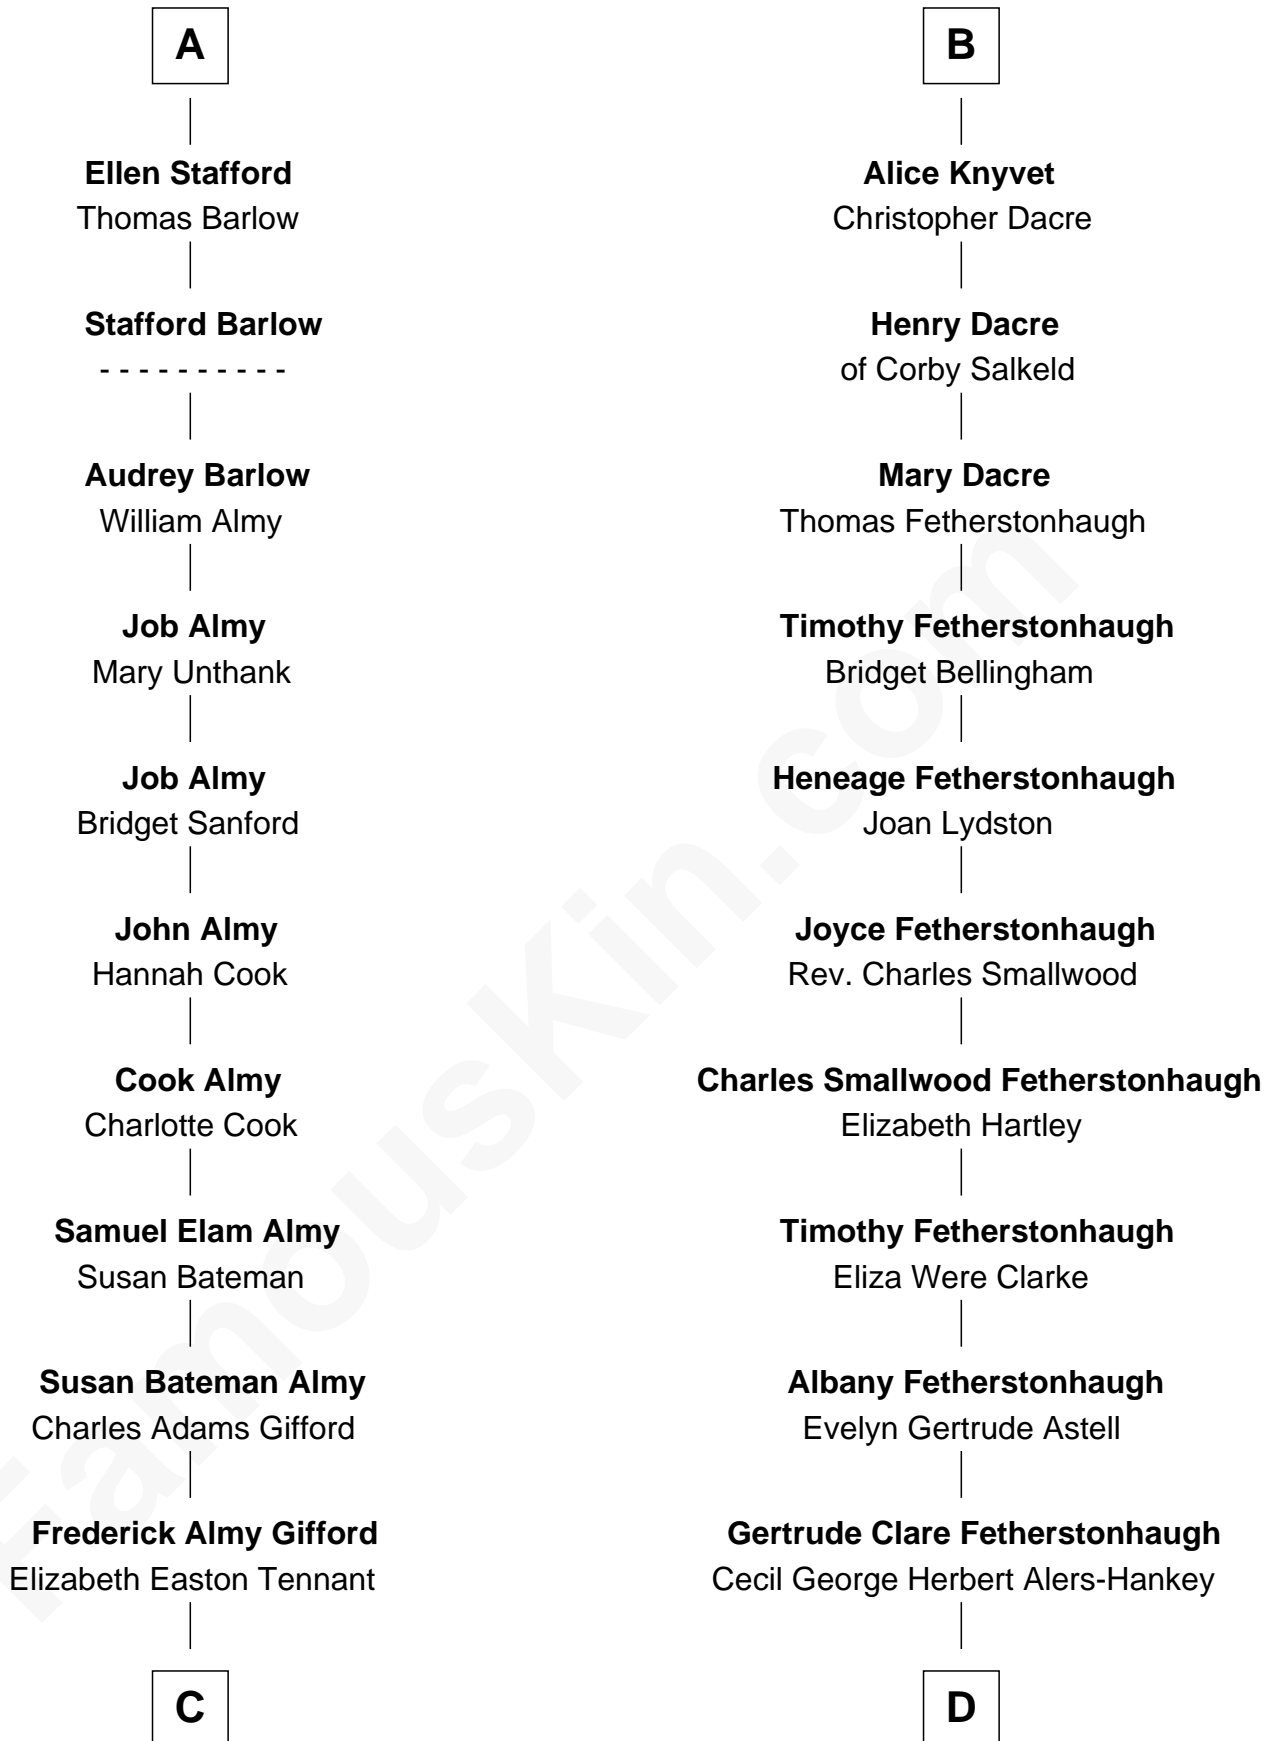 A
Ellen Stafford
Thomas Barlow
Stafford Barlow
- - - - - - - - - -
Audrey Barlow
William Almy
Job Almy
Mary Unthank
Job Almy
Bridget Sanford
John Almy
Hannah Cook
Cook Almy
Charlotte Cook
Samuel Elam Almy
Susan Bateman
Susan Bateman Almy
Charles Adams Gifford
Frederick Almy Gifford
Elizabeth Easton Tennant
C
B
Alice Knyvet
Christopher Dacre
Henry Dacre
of Corby Salkeld
Mary Dacre
Thomas Fetherstonhaugh
Timothy Fetherstonhaugh
Bridget Bellingham
Heneage Fetherstonhaugh
Joan Lydston
Joyce Fetherstonhaugh
Rev. Charles Smallwood
Charles Smallwood Fetherstonhaugh
Elizabeth Hartley
Timothy Fetherstonhaugh
Eliza Were Clarke
Albany Fetherstonhaugh
Evelyn Gertrude Astell
Gertrude Clare Fetherstonhaugh
Cecil George Herbert Alers-Hankey
D
FamousKin.com